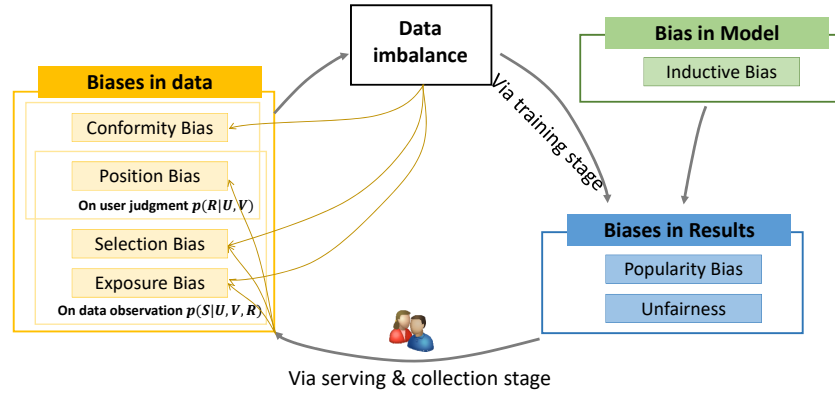 Data
imbalance
Bias in Model
Inductive Bias
Biases in data
Conformity Bias
Position Bias
On user judgment p(R|U,V)
Selection Bias
Exposure Bias
On data observation p(S|U,V,R)
Via training stage
Biases in Results
Popularity Bias
Unfairness
Via serving & collection stage